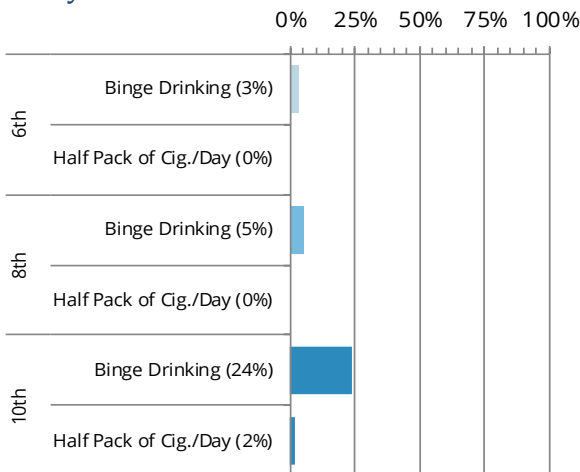 0% 25% 50% 75% 100%
6th
Binge Drinking (3%)
Half Pack of Cig./Day (0%)
8th
Binge Drinking (5%)
Half Pack of Cig./Day (0%)
10th
Binge Drinking (24%)
Half Pack of Cig./Day (2%)